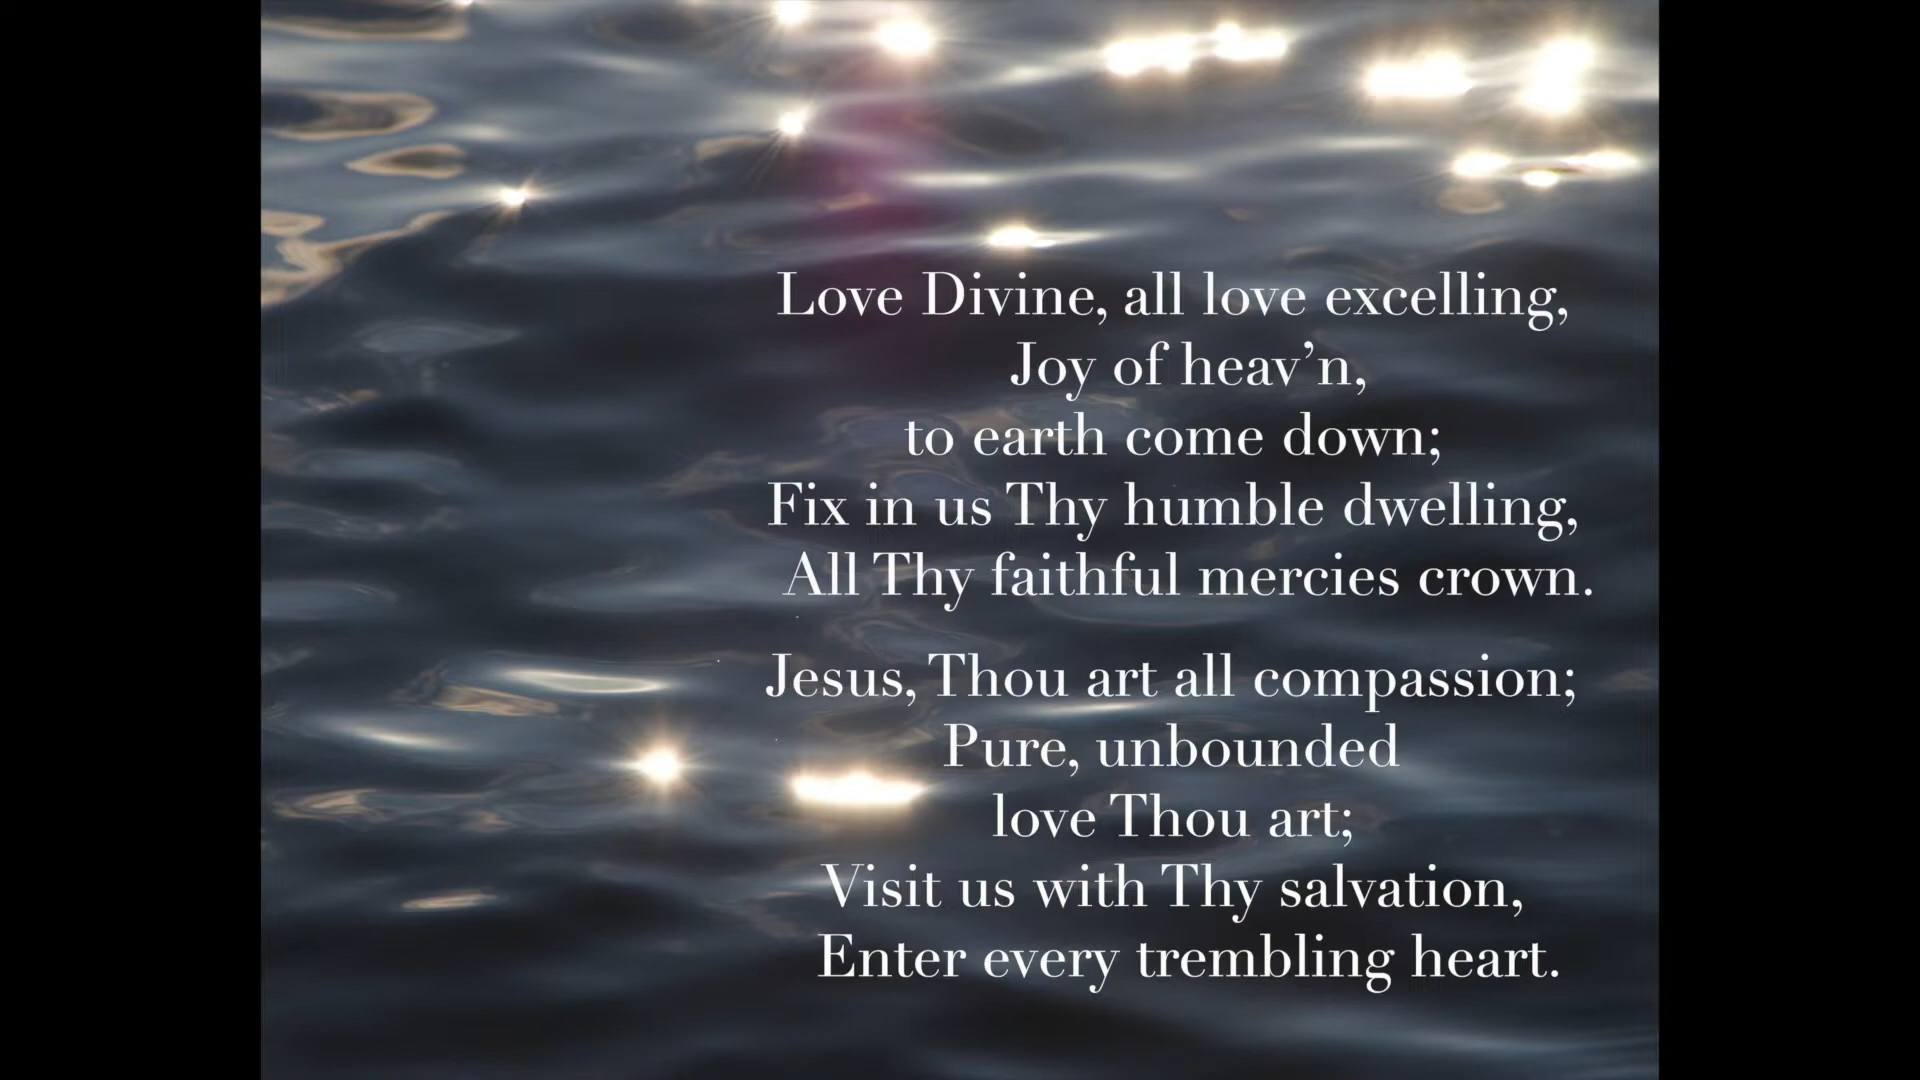 Love Divine, all love excelling,
Joy of heav’n,
to earth come down;
Fix in us Thy humble dwelling,
All Thy faithful mercies crown.
Jesus, Thou art all compassion;
Pure, unbounded
love Thou art;
Visit us with Thy salvation,
Enter every trembling heart.